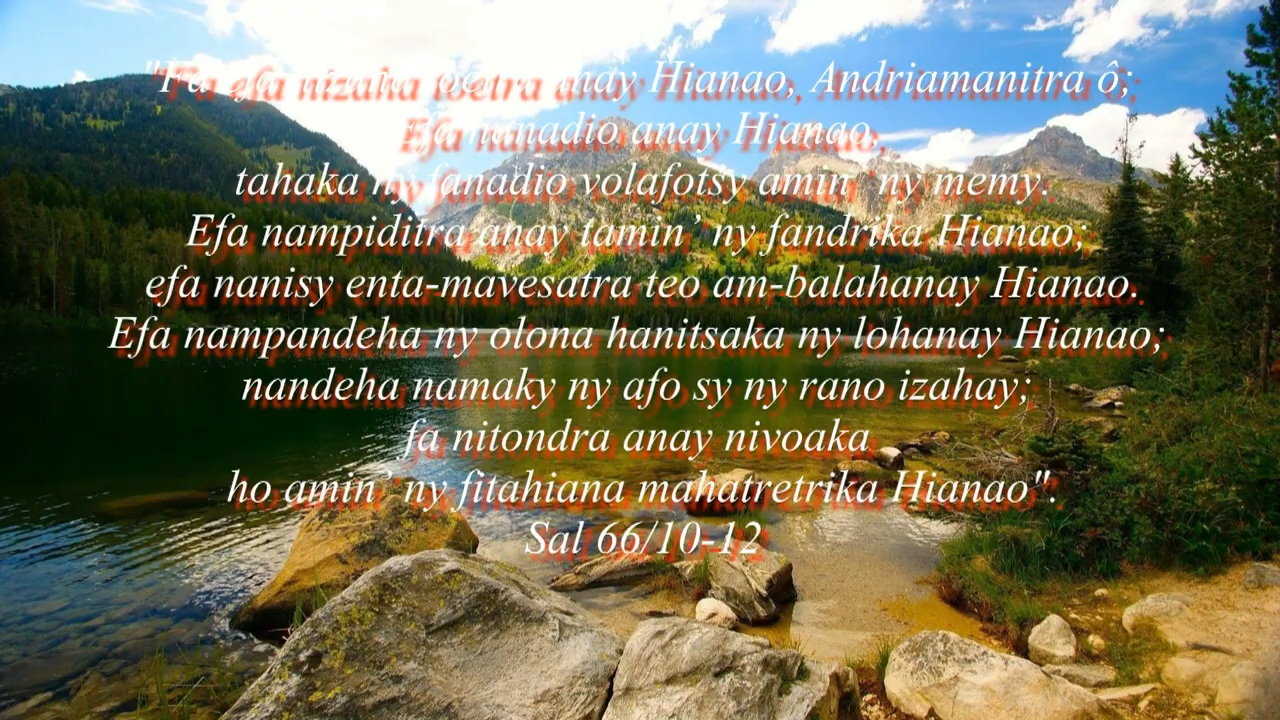 "Fa efa nizaha toetra anay Hianao, Andriamanitra ô;
Efa nanadio anay Hianao,
tahaka ny fanadio volafotsy amin 'ny memy.
Efa nampiditra anay tamin’ ny fandrika Hianao;
efa nanisy enta-mavesatra teo am-balahanay Hianao.
Efa nampandeha ny olona hanitsaka ny lohanay Hianao;
nandeha namaky ny afo sy ny rano izahay;
fa nitondra anay nivoaka
ho amin’ ny fitahiana mahatretrika Hianao".
Sal 66/10-12